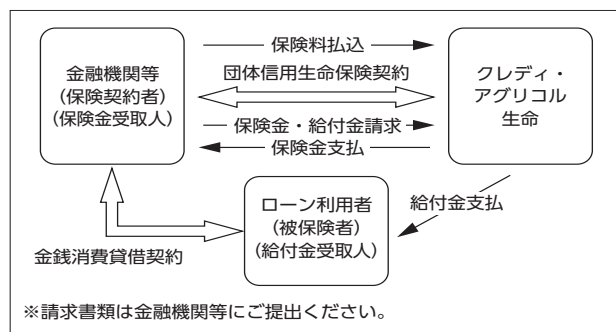 保険料払込
団体信用生命保険契約
保険金・給付金請求
保険金支払
金融機関等
(保険契約者)
(保険金受取人)
クレディ・
アグリコル
生命
ローン利用者
(被保険者)
(給付金受取人)
給付金支払
金銭消費貸借契約
※請求書類は金融機関等にご提出ください。